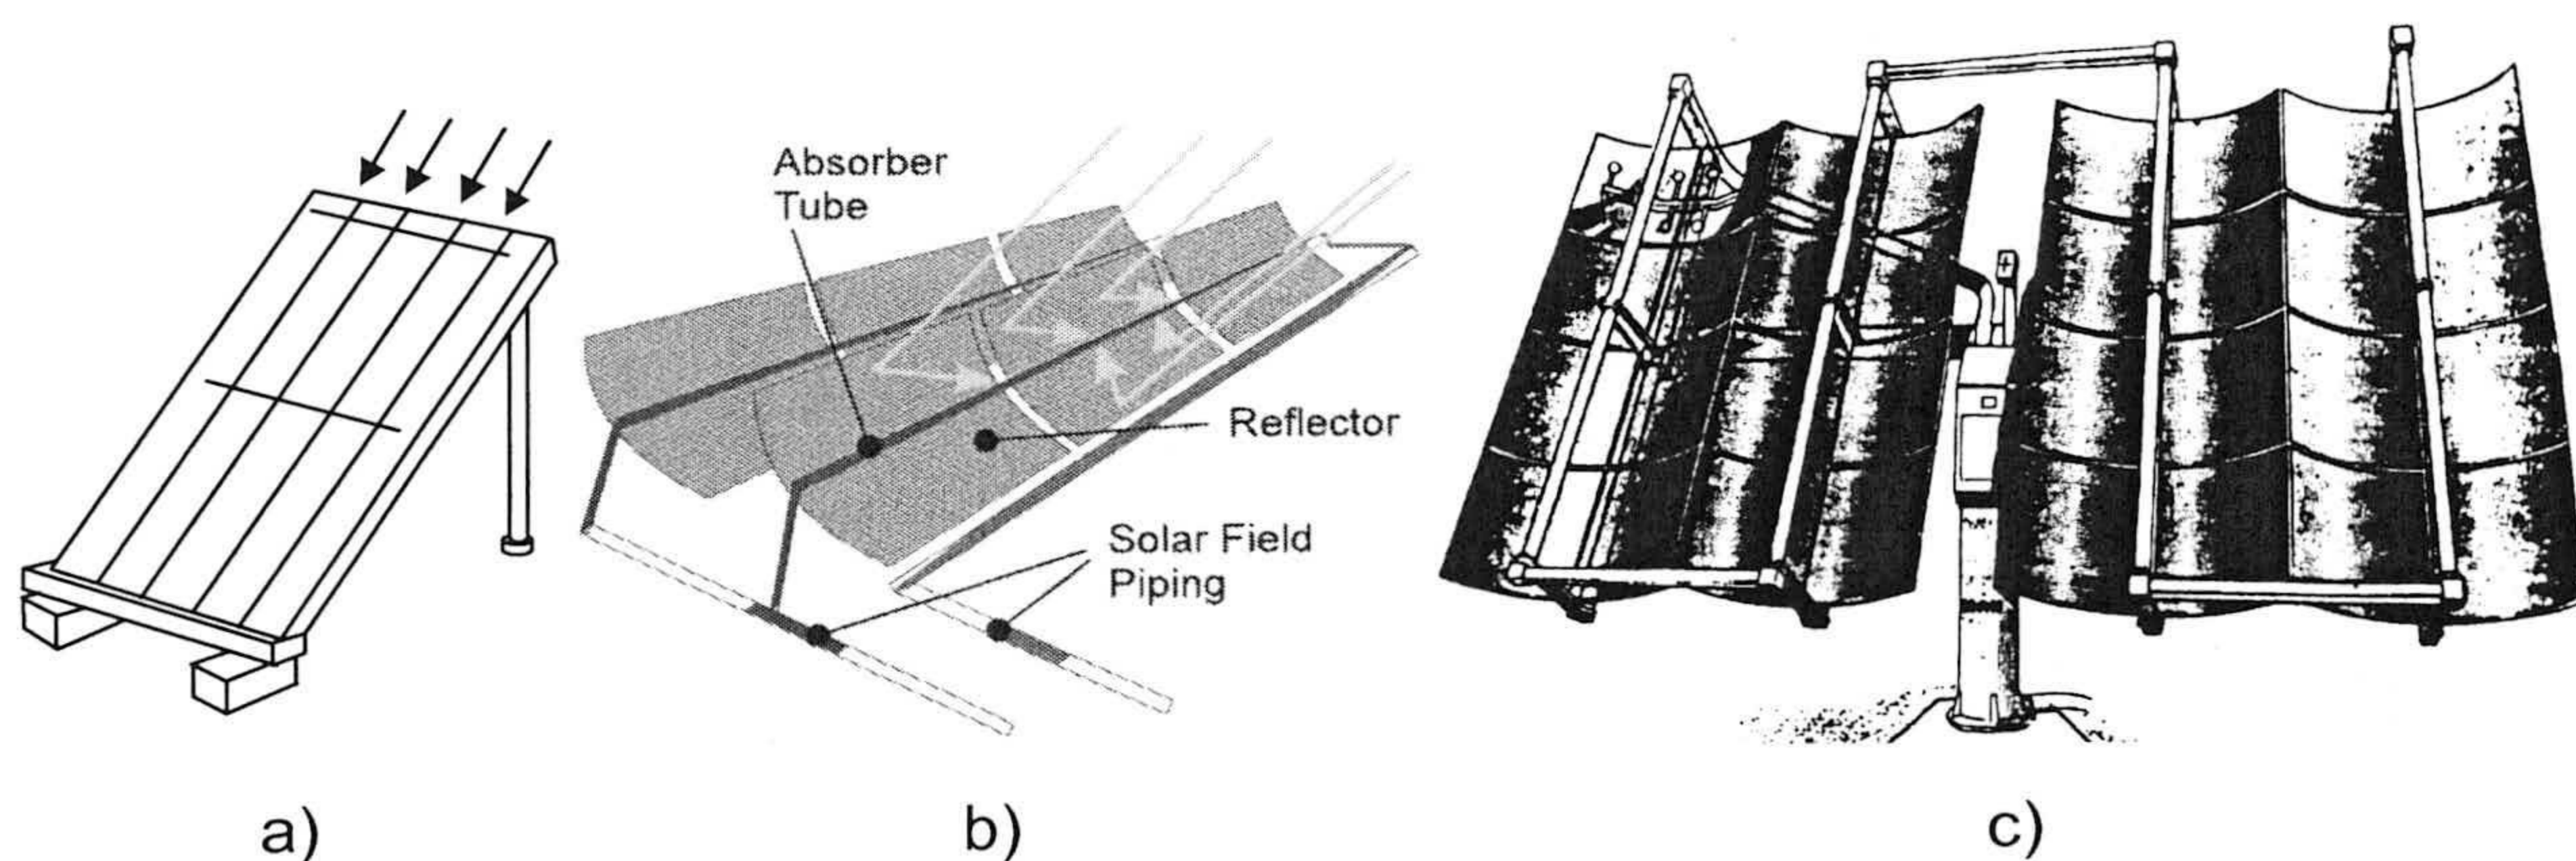 Absorber
Tube
Reflector
Solar Field
Piping
a)
b)
c)